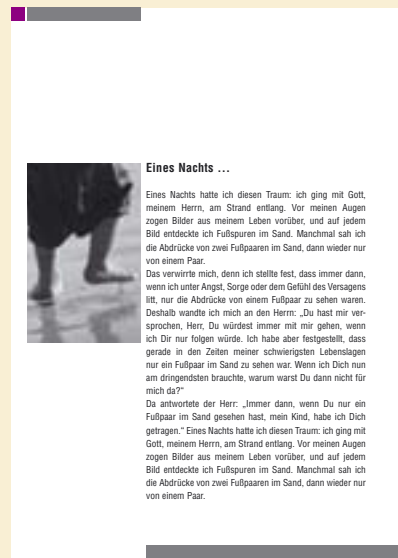 Eines Nachts …
Eines Nachts hatte ich diesen Traum: ich ging mit Gott,
meinem Herrn, am Strand entlang. Vor meinen Augen
zogen Bilder aus meinem Leben vorüber, und auf jedem
Bild entdeckte ich Fußspuren im Sand. Manchmal sah ich
die Abdrücke von zwei Fußpaaren im Sand, dann wieder nur
von einem Paar.
Das verwirrte mich, denn ich stellte fest, dass immer dann,
wenn ich unter Angst, Sorge oder dem Gefühl des Versagens
litt, nur die Abdrücke von einem Fußpaar zu sehen waren.
Deshalb wandte ich mich an den Herrn: „Du hast mir ver-
sprochen, Herr, Du würdest immer mit mir gehen, wenn
ich Dir nur folgen würde. Ich habe aber festgestellt, dass
gerade in den Zeiten meiner schwierigsten Lebenslagen
nur ein Fußpaar im Sand zu sehen war. Wenn ich Dich nun
am dringendsten brauchte, warum warst Du dann nicht für
mich da?“
Da antwortete der Herr: „Immer dann, wenn Du nur ein
Fußpaar im Sand gesehen hast, mein Kind, habe ich Dich
getragen.“ Eines Nachts hatte ich diesen Traum: ich ging mit
Gott, meinem Herrn, am Strand entlang. Vor meinen Augen
zogen Bilder aus meinem Leben vorüber, und auf jedem
Bild entdeckte ich Fußspuren im Sand. Manchmal sah ich
die Abdrücke von zwei Fußpaaren im Sand, dann wieder nur
von einem Paar.